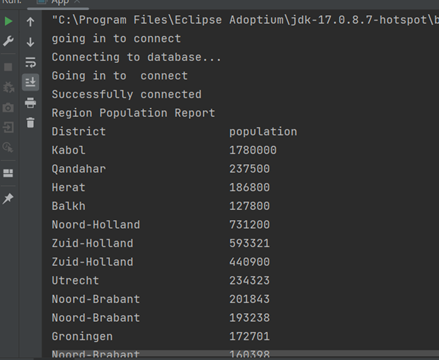 Run: App
"C:\Program Files\Eclipse Adoptium\jdk-17.0.8.7-hotspot\b
going in to connect
Connecting to database...
Going in to  connect
Successfully connected
Region Population Report
District population
Kabol 1780000
Qandahar 237500
Herat 186800
Balkh 127800
Noord-Holland 731200
Zuid-Holland 593321
Zuid-Holland 440900
Utrecht 234323
Noord-Brabant 201843
Noord-Brabant 193238
Groningen 172701
Noord-Brabant 160398